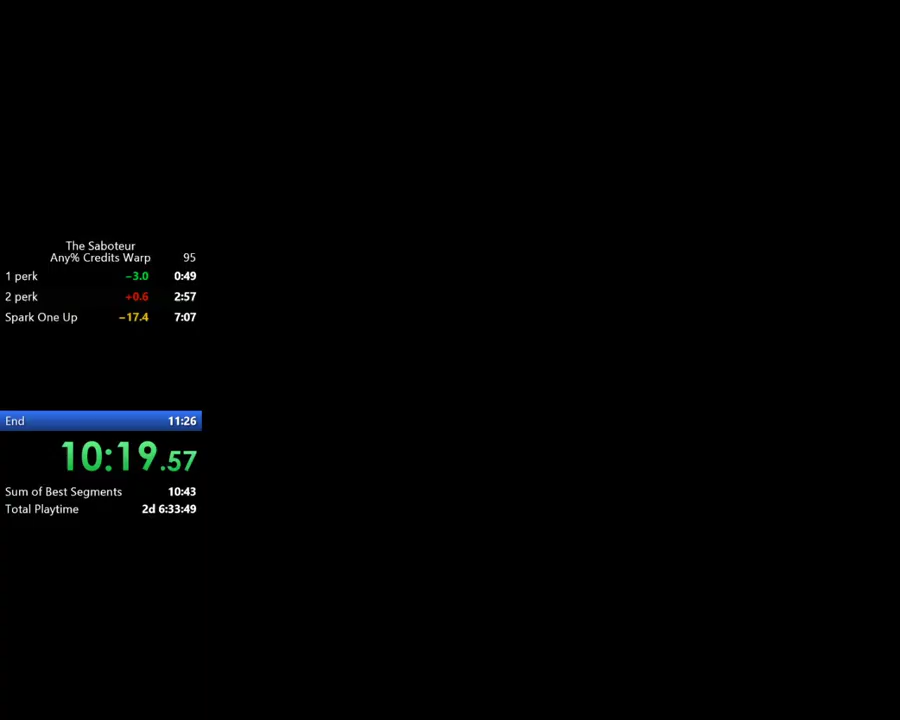 The Saboteur
Any% Credits Warp 95
1 perk −3.0 0:49
2 perk +0.6 2:57
Spark One Up −17.4 7:07
End 11:26
10:19.57
Sum of Best Segments 10:43
Total Playtime 2d 6:33:49